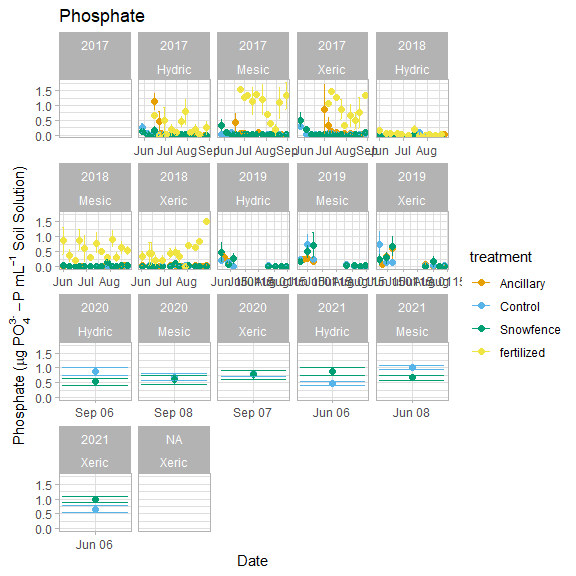 Phosphate
2017
2017
Hydric
2017
Mesic
2017
Xeric
2018
Hydric
1.5
1.0
0.5
0.0
Jun Jul Aug Sep
Jun Jul Aug Sep
Jun Jul Aug Sep
Jun Jul Aug
2018
Mesic
2018
Xeric
2019
Hydric
2019
Mesic
2019
Xeric
1.5
1.0
0.5
0.0
Jun Jul Aug
Jun Jul Aug
2020
Hydric
2020
Mesic
2020
Xeric
2021
Hydric
2021
Mesic
1.5
1.0
0.5
0.0
Sep 06
Sep 08
Sep 07
Jun 06
Jun 08
2021
Xeric
NA
Xeric
1.5
1.0
0.5
0.0
Jun 06
Date
Phosphate (μg PO₄³⁻ − P mL⁻¹ Soil Solution)
treatment
Ancillary
Control
Snowfence
fertilized